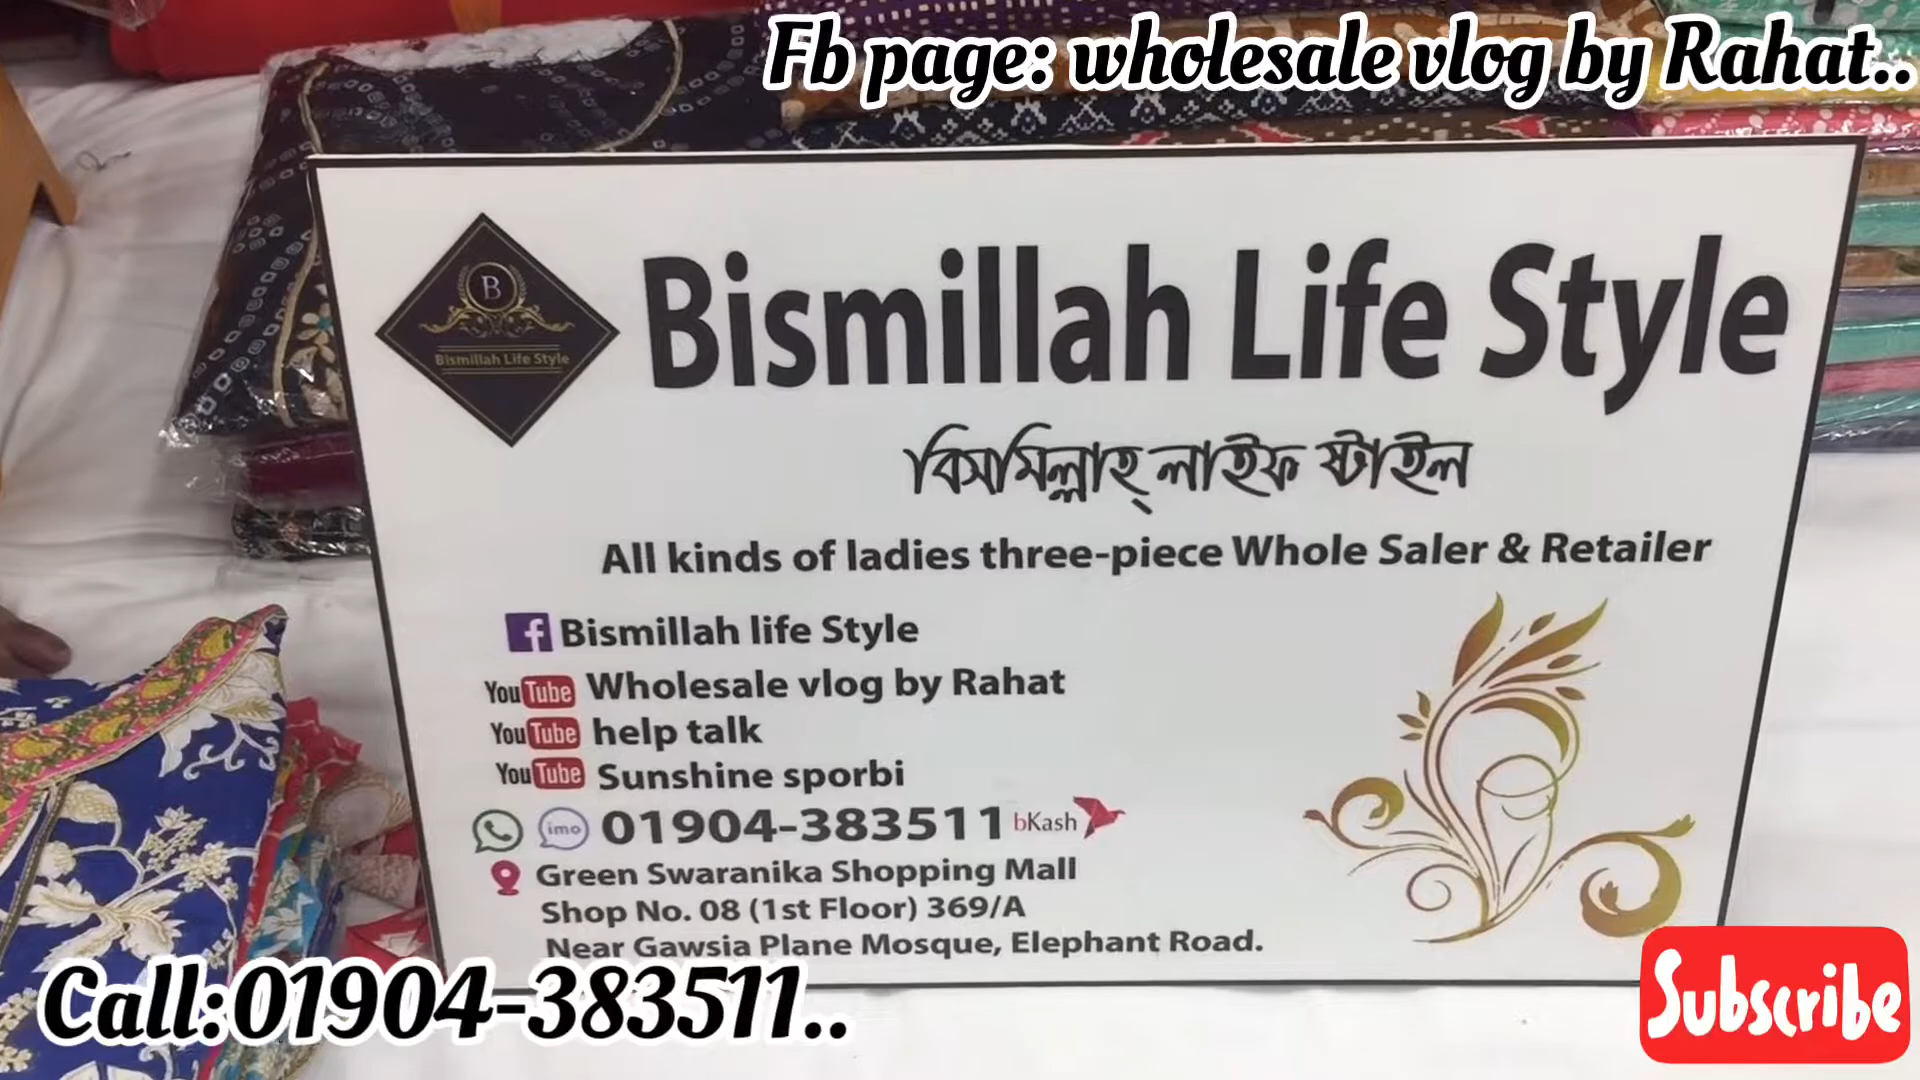 Fb page: wholesale vlog by Rahat..
B
Bismillah Life Style
Bismillah Life Style
বিসমিল্লাহ্ লাইফ ষ্টাইল
All kinds of ladies three-piece Whole Saler & Retailer
f Bismillah life Style
YouTube Wholesale vlog by Rahat
YouTube help talk
YouTube Sunshine sporbi
imo 01904-383511 bKash
Green Swaranika Shopping Mall
Shop No. 08 (1st Floor) 369/A
Near Gawsia Plane Mosque, Elephant Road.
Call:01904-383511..
Subscribe